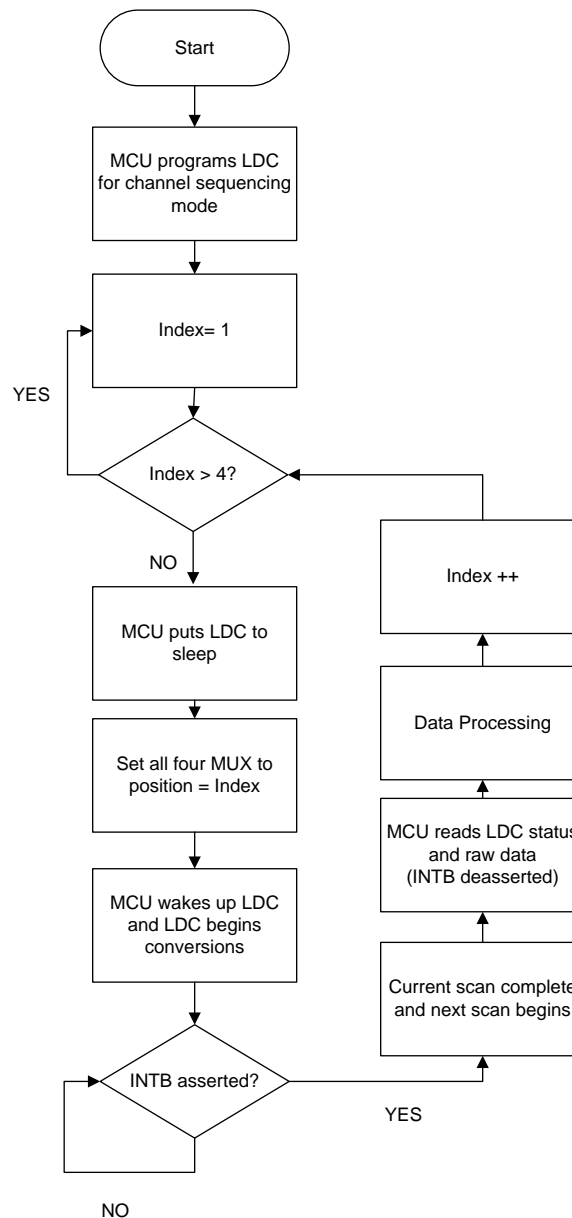 Start
MCU programs LDC
for channel sequencing
mode
Index= 1
YES
Index > 4?
NO
MCU puts LDC to
sleep
Set all four MUX to
position = Index
MCU wakes up LDC
and LDC begins
conversions
INTB asserted?
NO
YES
Current scan complete
and next scan begins
MCU reads LDC status
and raw data
(INTB deasserted)
Data Processing
Index ++